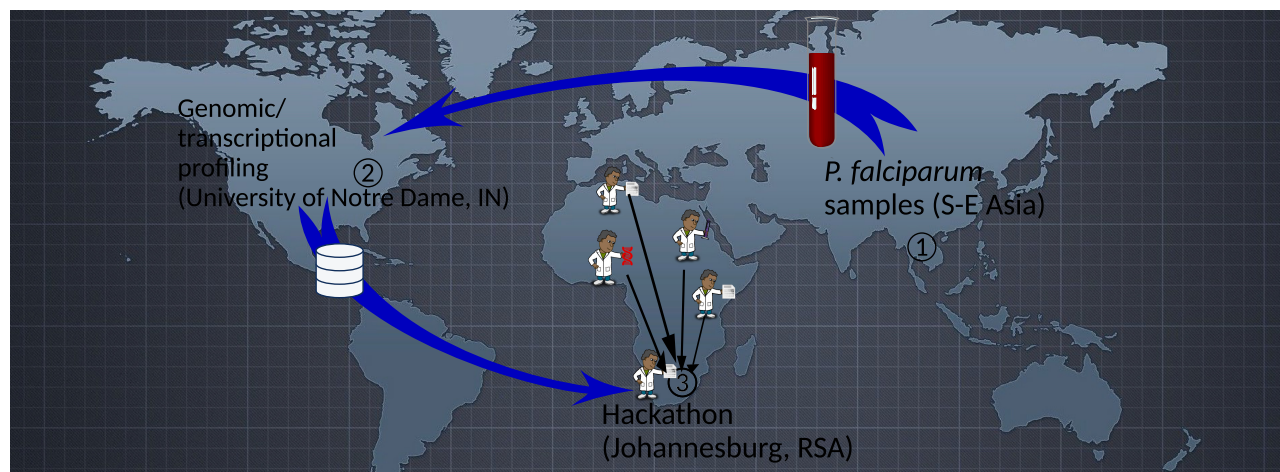 Genomic/
transcriptional
profiling
②
(University of Notre Dame, IN)
P. falciparum
samples (S-E Asia)
①
③
Hackathon
(Johannesburg, RSA)